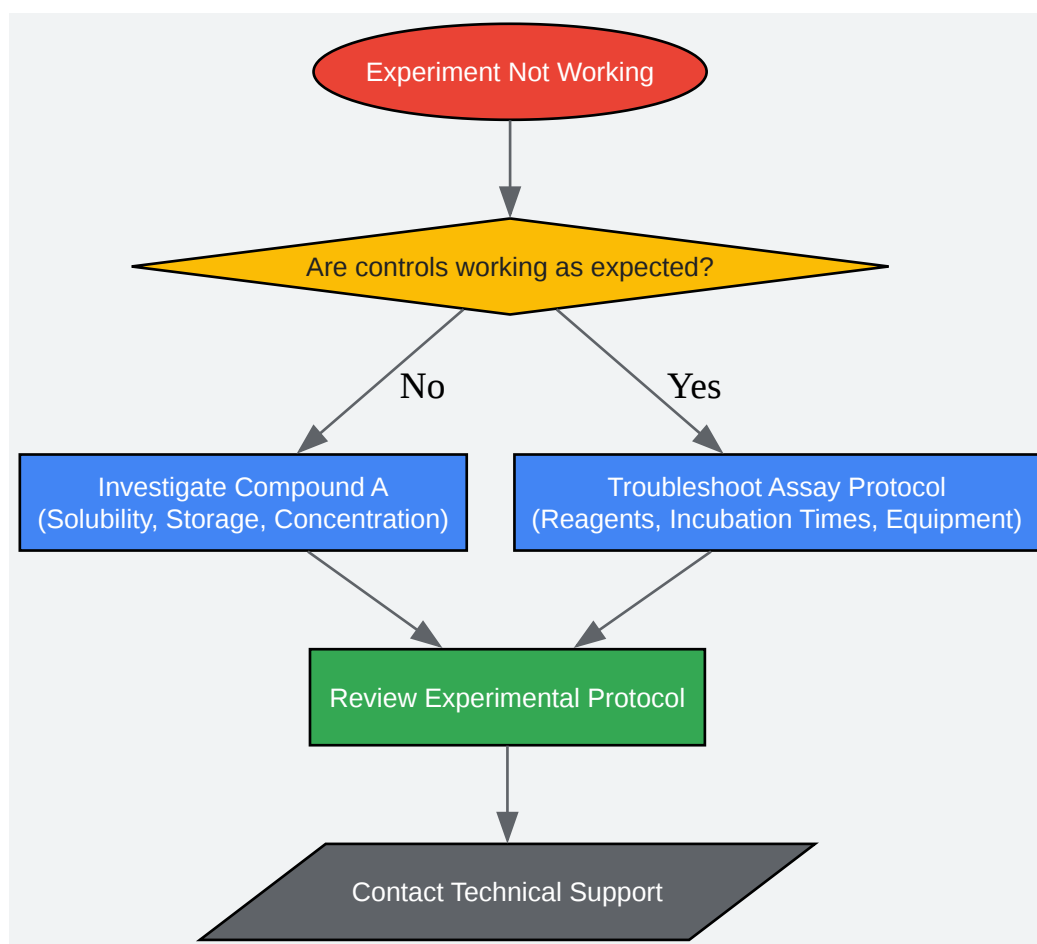 Experiment Not Working
Are controls working as expected?
No
Yes
Investigate Compound A
(Solubility, Storage, Concentration)
Troubleshoot Assay Protocol
(Reagents, Incubation Times, Equipment)
Review Experimental Protocol
Contact Technical Support